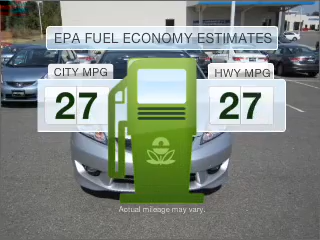 EPA FUEL ECONOMY ESTIMATES
CITY MPG
HWY MPG
27
27
Actual mileage may vary.